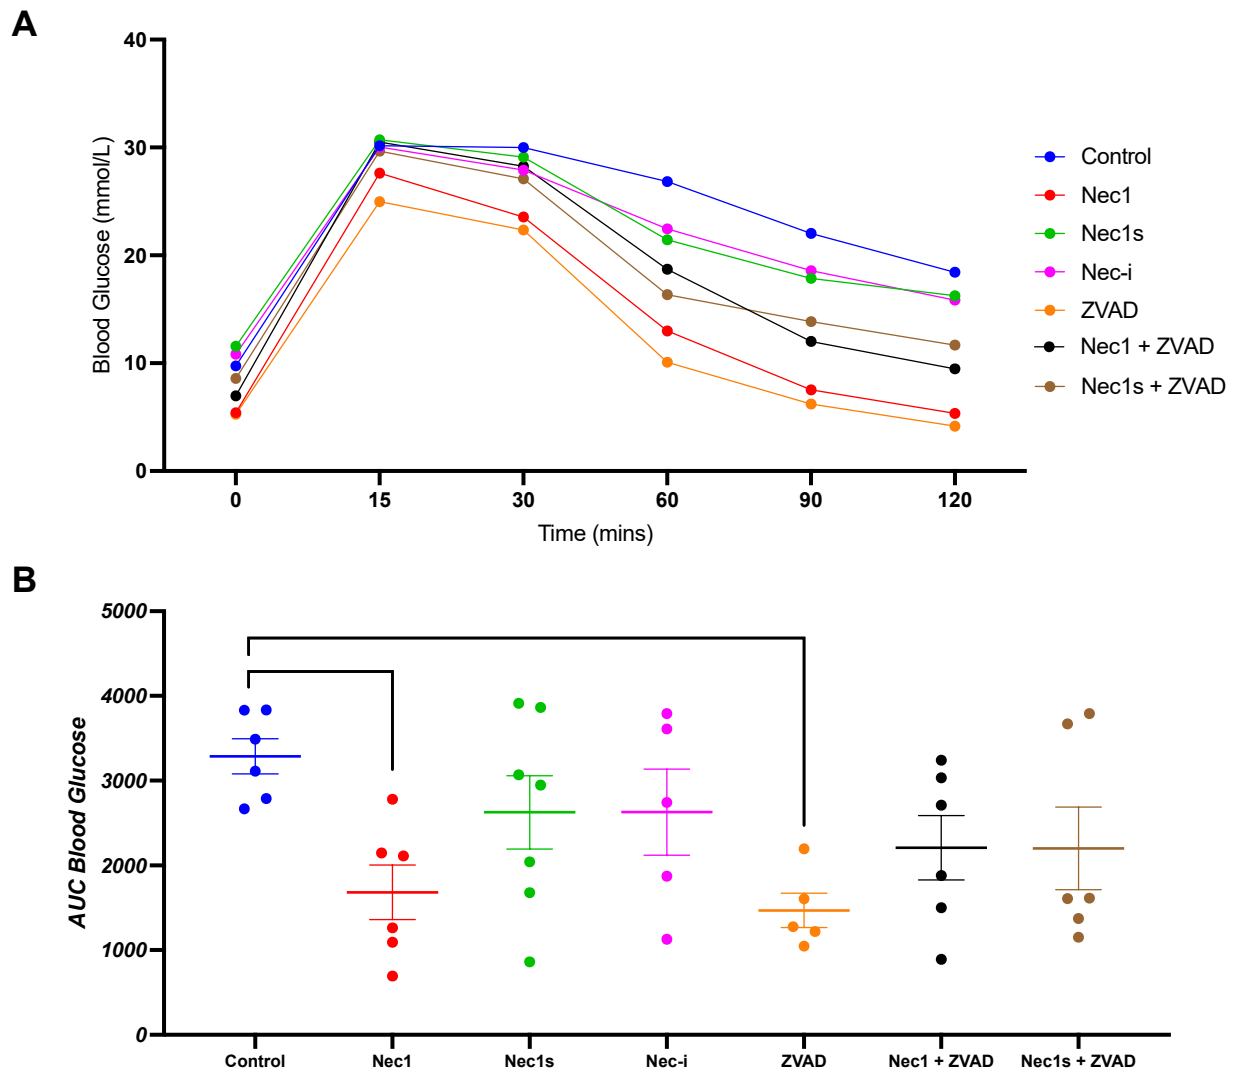 A
40
30
20
10
0
Blood Glucose (mmol/L)
0 15 30 60 90 120
Time (mins)
Control
Nec1
Nec1s
Nec-i
ZVAD
Nec1 + ZVAD
Nec1s + ZVAD
B
5000
4000
3000
2000
1000
0
AUC Blood Glucose
Control Nec1 Nec1s Nec-i ZVAD Nec1 + ZVAD Nec1s + ZVAD